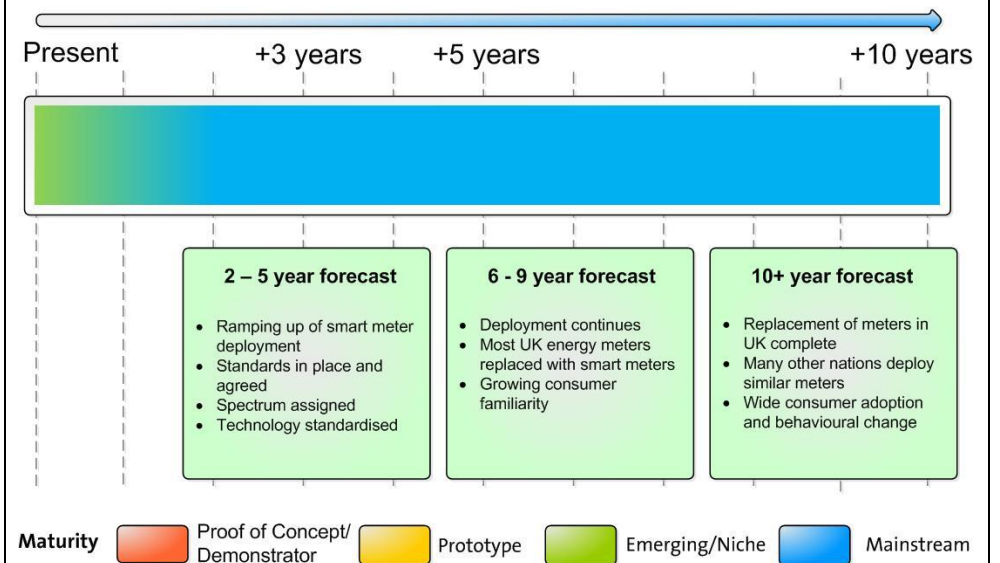 Present +3 years +5 years +10 years
2 – 5 year forecast
• Ramping up of smart meter
deployment
• Standards in place and
agreed
• Spectrum assigned
• Technology standardised
6 - 9 year forecast
• Deployment continues
• Most UK energy meters
replaced with smart meters
• Growing consumer
familiarity
10+ year forecast
• Replacement of meters in
UK complete
• Many other nations deploy
similar meters
• Wide consumer adoption
and behavioural change
Maturity
Proof of Concept/
Demonstrator
Prototype
Emerging/Niche
Mainstream